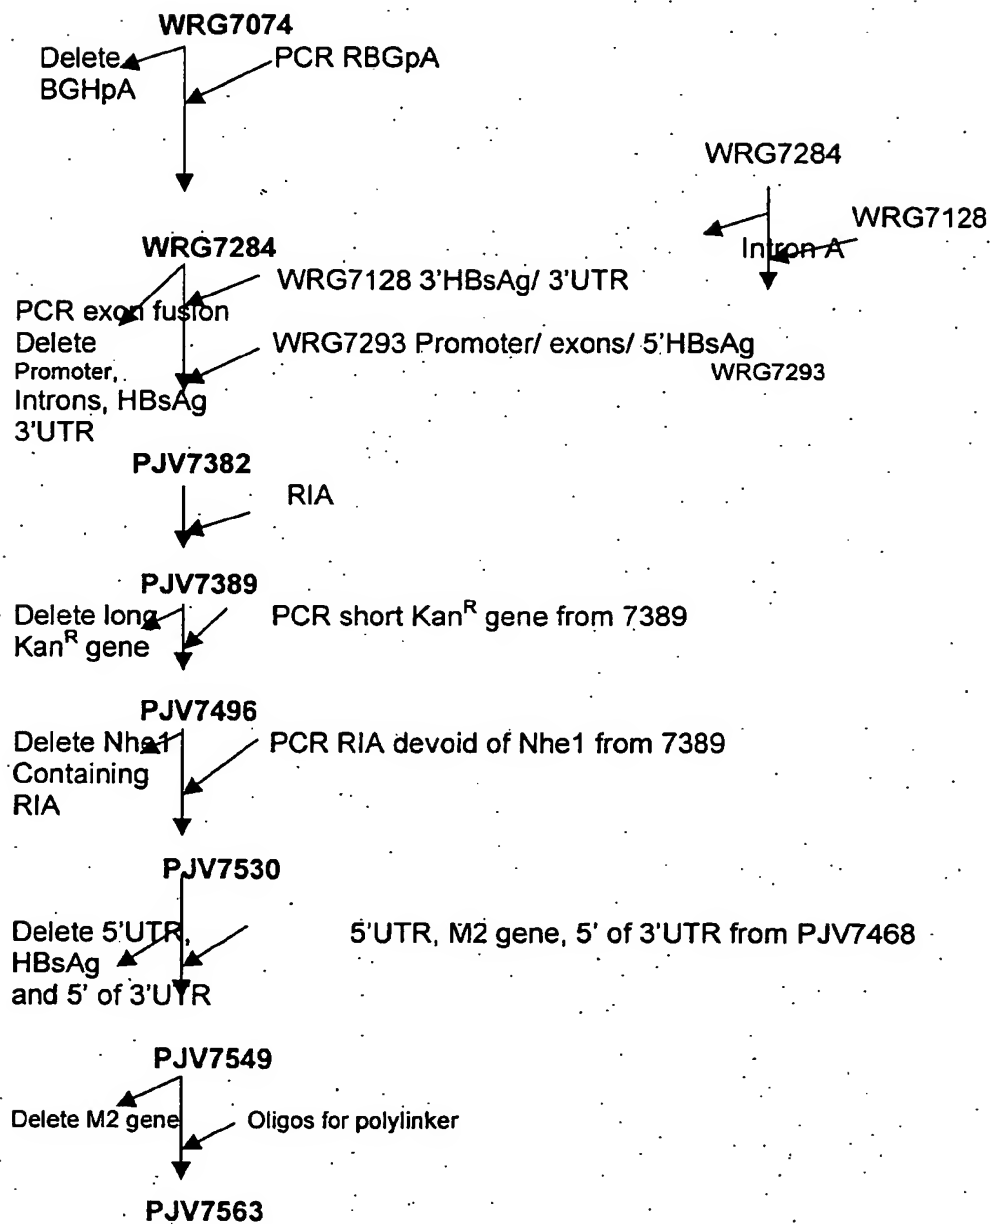 WRG7074
Delete
BGHpA
PCR RBGpA
WRG7284
WRG7128
Intron A
WRG7293
WRG7284
WRG7128 3'HBsAg/ 3'UTR
PCR exon fusion
Delete
Promoter,
Introns, HBsAg
3'UTR
WRG7293 Promoter/ exons/ 5'HBsAg
PJV7382
RIA
PJV7389
Delete long
Kan^R gene
PCR short Kan^R gene from 7389
PJV7496
Delete Nhe1
Containing
RIA
PCR RIA devoid of Nhe1 from 7389
PJV7530
Delete 5'UTR,
HBsAg
and 5' of 3'UTR
5'UTR, M2 gene, 5' of 3'UTR from PJV7468
PJV7549
Delete M2 gene
Oligos for polylinker
PJV7563